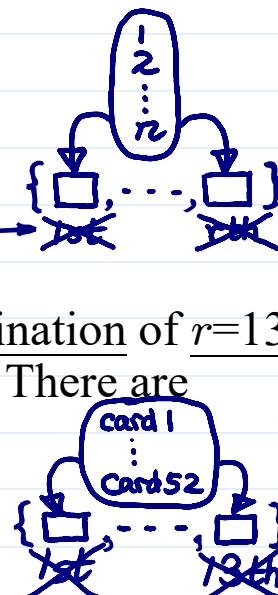 1
2
⋮
n
{ □, ---, □ }
1st rth
ination of r=13
There are
card 1
⋮
card 52
{ □, ---, □ }
1st, 13th